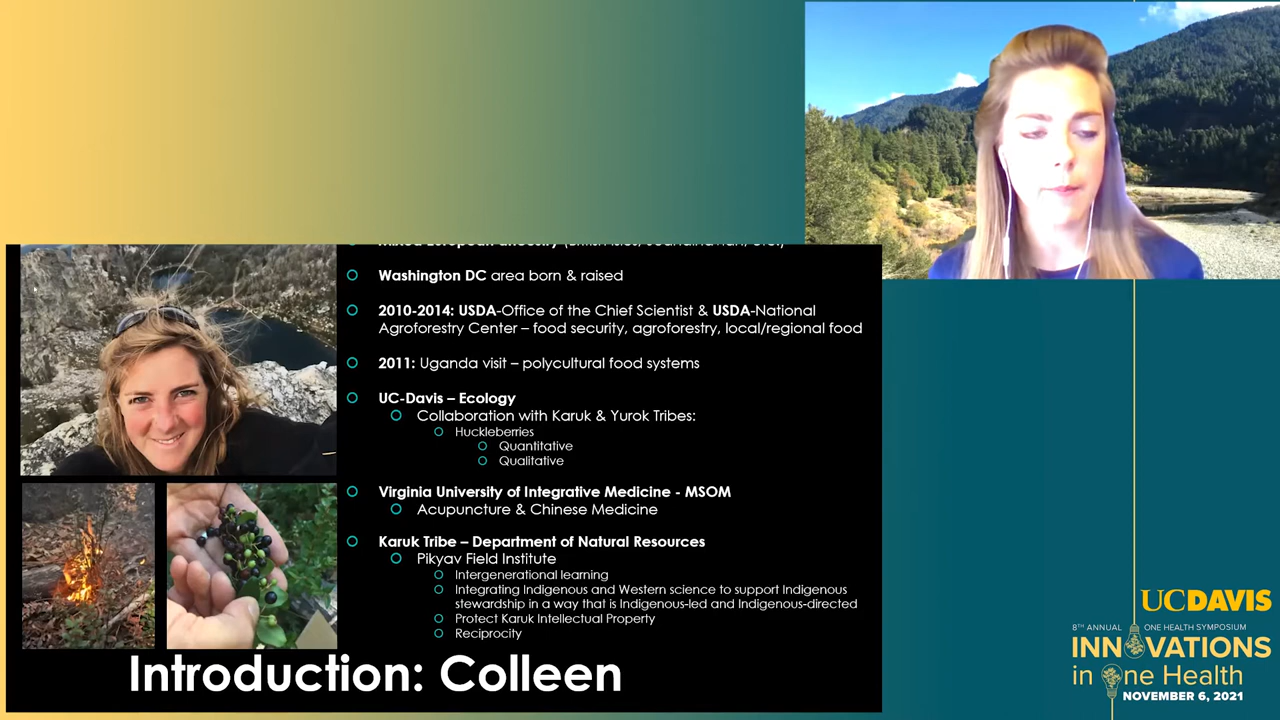 Washington DC area born & raised
2010-2014: USDA-Office of the Chief Scientist & USDA-National
Agroforestry Center – food security, agroforestry, local/regional food
2011: Uganda visit – polycultural food systems
UC-Davis – Ecology
Collaboration with Karuk & Yurok Tribes:
Huckleberries
Quantitative
Qualitative
Virginia University of Integrative Medicine - MSOM
Acupuncture & Chinese Medicine
Karuk Tribe – Department of Natural Resources
Pikyav Field Institute
Intergenerational learning
Integrating Indigenous and Western science to support Indigenous
stewardship in a way that is Indigenous-led and Indigenous-directed
Protect Karuk Intellectual Property
Reciprocity
Introduction: Colleen
UCDAVIS
8TH ANNUAL ONE HEALTH SYMPOSIUM
INNOVATIONS
in One Health
NOVEMBER 6, 2021